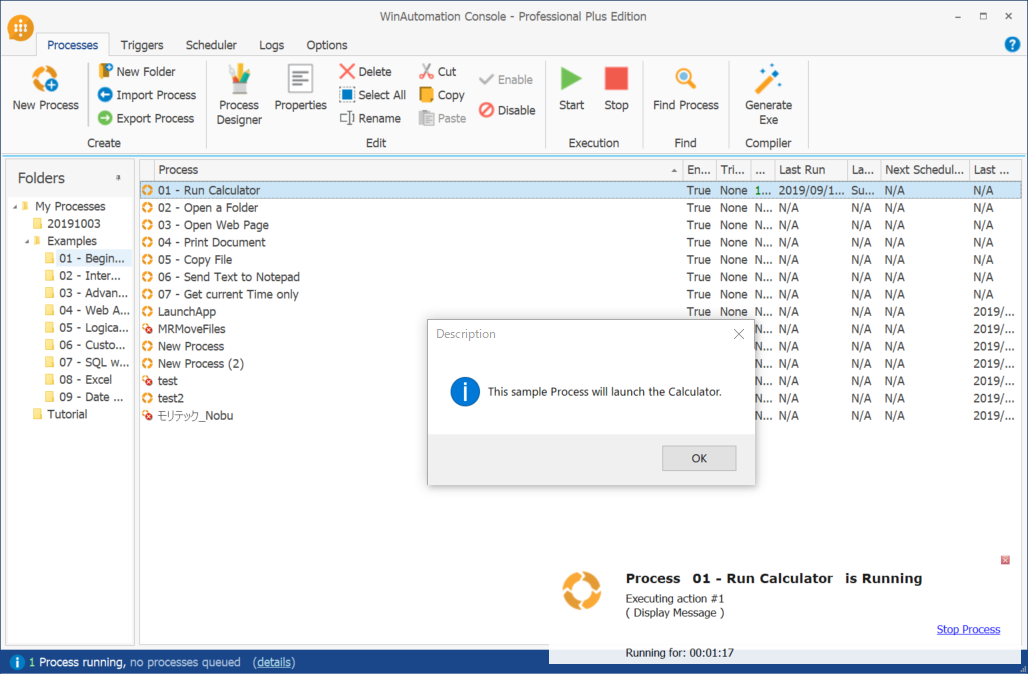 WinAutomation Console - Professional Plus Edition
Processes Triggers Scheduler Logs Options
New Process
New Folder
Import Process
Export Process
Create
Process Designer
Properties
Delete
Select All
Rename
Cut
Copy
Paste
Enable
Disable
Edit
Start
Stop
Execution
Find Process
Find
Generate Exe
Compiler
Folders
My Processes
20191003
Examples
01 - Begin...
02 - Inter...
03 - Advan...
04 - Web A...
05 - Logica...
06 - Custo...
07 - SQL w...
08 - Excel
09 - Date ...
Tutorial
Process En... Tri... ... Last Run La... Next Schedul... Last ...
01 - Run Calculator True None 1... 2019/09/1... Su... N/A N/A
02 - Open a Folder True None N... N/A N/A N/A N/A
03 - Open Web Page True None N... N/A N/A N/A N/A
04 - Print Document True None N... N/A N/A N/A N/A
05 - Copy File True None N... N/A N/A N/A N/A
06 - Send Text to Notepad True None N... N/A N/A N/A N/A
07 - Get current Time only True None N... N/A N/A N/A N/A
LaunchApp True None N... N/A N/A N/A 2019/...
MRMoveFiles N... N/A N/A N/A 2019/...
New Process N... N/A N/A N/A 2019/...
New Process (2) N... N/A N/A N/A 2019/...
test N... N/A N/A N/A 2019/...
test2 N... N/A N/A N/A 2019/...
モリテック_Nobu N... N/A N/A N/A 2019/...
Description
This sample Process will launch the Calculator.
OK
Process 01 - Run Calculator is Running
Executing action #1
( Display Message )
Stop Process
Running for: 00:01:17
1 Process running, no processes queued (details)